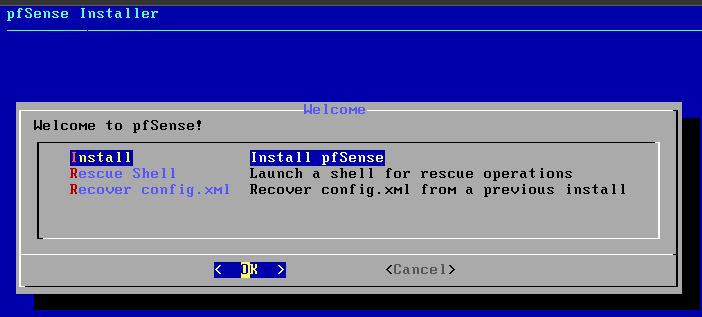 pfSense Installer
Welcome
Welcome to pfSense!
Install Install pfSense
Rescue Shell Launch a shell for rescue operations
Recover config.xml Recover config.xml from a previous install
< OK > <Cancel>